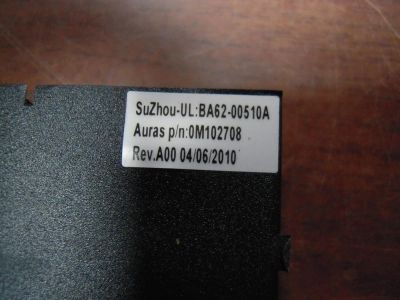 SuZhou-UL:BA62-00510A
Auras p/n:0M102708
Rev.A00 04/06/2010